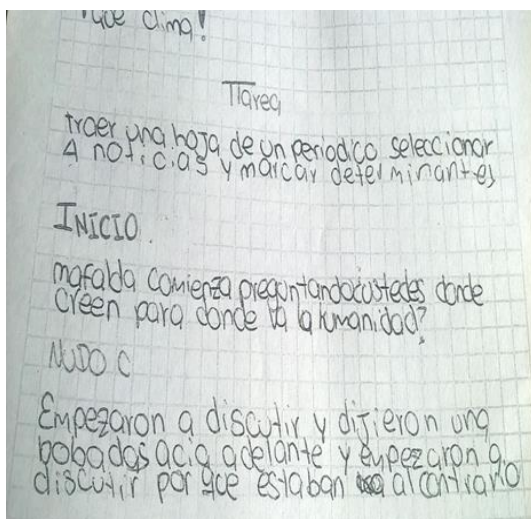 que clima!
Tarea
traer una hoja de un periodico seleccionar
4 noticias y marcar determinantes
INICIO.
mafalda comienza preguntando¿ustedes donde
creen para donde va la humanidad?
NUDO C
Empezaron a discutir y dijieron una
bobadas acia adelante y empezaron a
discutir por que estaban al contrario